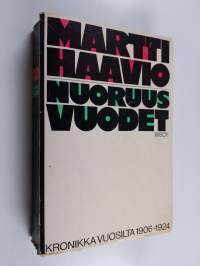 MARTTI
HAAVIO
NUORUUS
VUODET
WSOY
KRONIKKA VUOSILTA 1906-1924